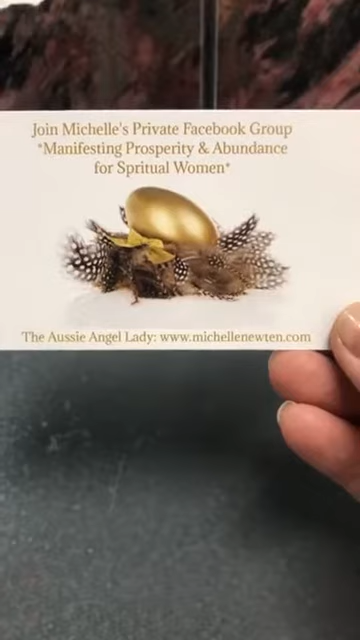 Join Michelle's Private Facebook Group
*Manifesting Prosperity & Abundance
for Spritual Women*
The Aussie Angel Lady: www.michellenewten.com